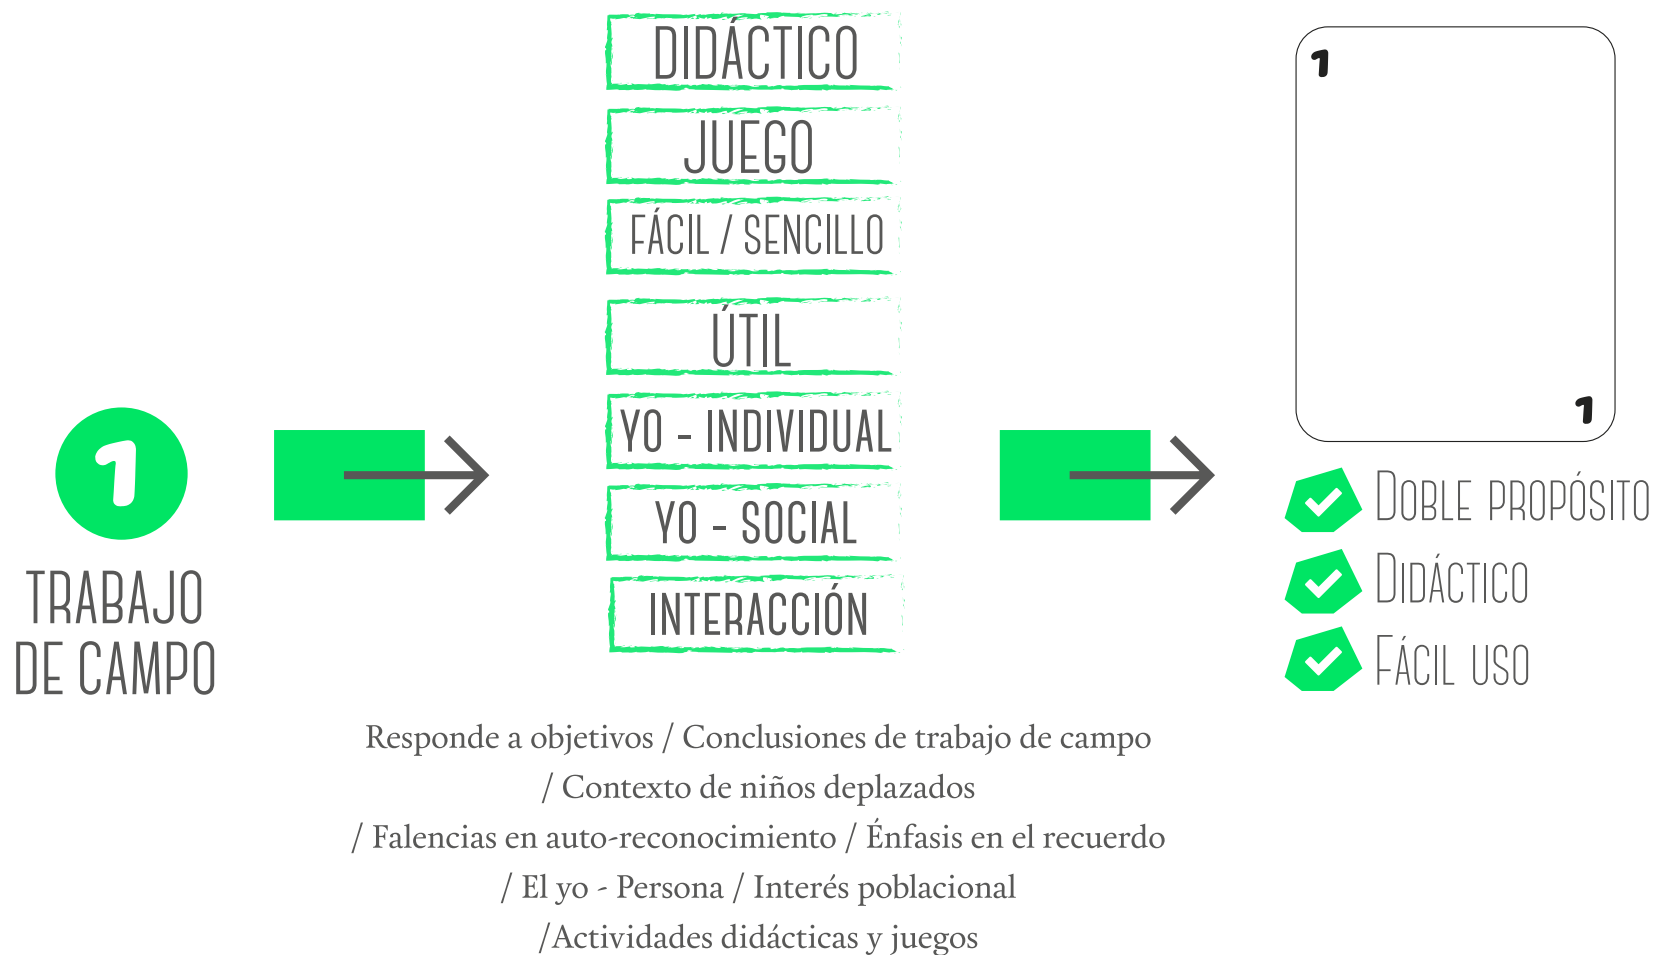 1
TRABAJO
DE CAMPO
DIDÁCTICO
JUEGO
FÁCIL / SENCILLO
ÚTIL
YO - INDIVIDUAL
YO - SOCIAL
INTERACCIÓN
Responde a objetivos / Conclusiones de trabajo de campo
/ Contexto de niños deplazados
/ Falencias en auto-reconocimiento / Énfasis en el recuerdo
/ El yo - Persona / Interés poblacional
/Actividades didácticas y juegos
1
1
DOBLE PROPÓSITO
DIDÁCTICO
FÁCIL USO